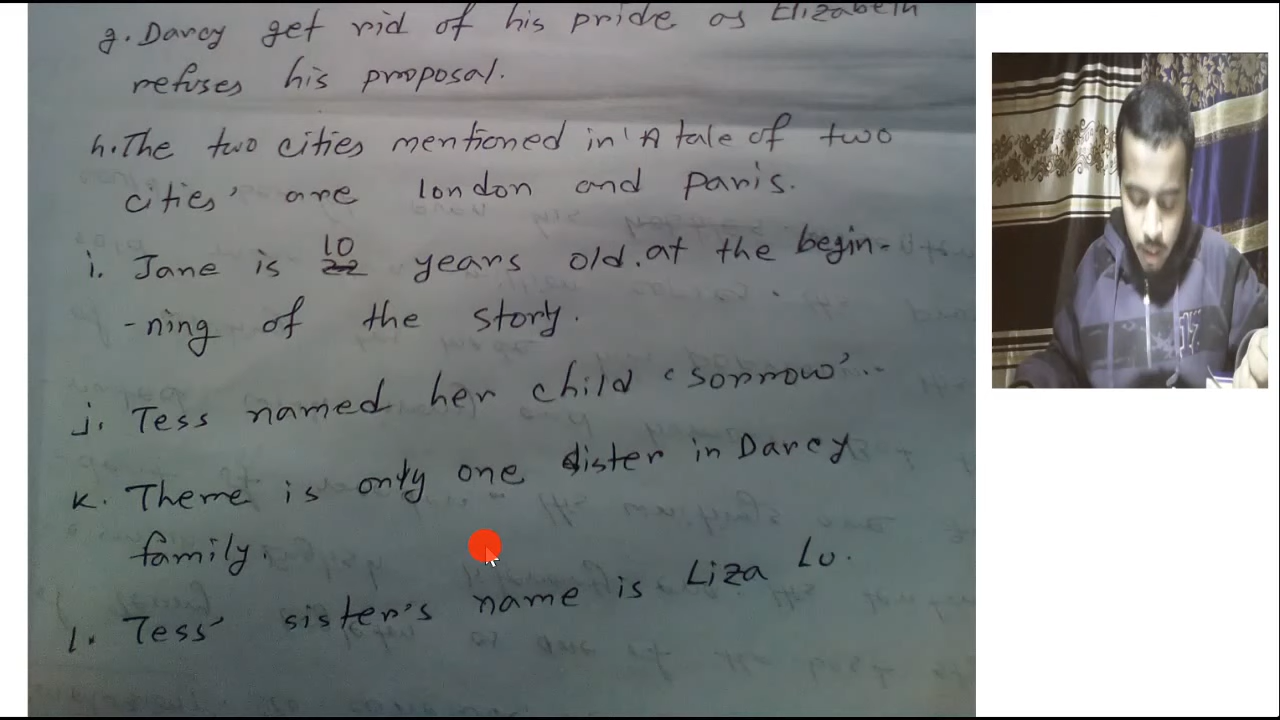 g. Darcy get rid of his pride as Elizabeth
refuses his proposal.
h. The two cities mentioned in 'A tale of two
cities' are london and paris.
i. Jane is 10 years old. at the begin-
-ning of the story.
j. Tess named her child 'sorrow'..
k. There is only one sister in Darcy
family.
l. Tess' sister's name is Liza Lu.